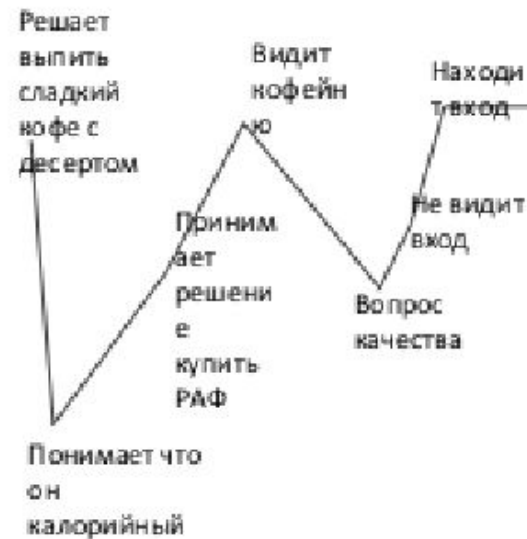 Решает
выпить
сладкий
кофе с
десертом
Понимает что
он
калорийный
Приним
ает
решени
е
купить
РАФ
Видит
кофейн
ю
Вопрос
качества
Не видит
вход
Находи
т вход